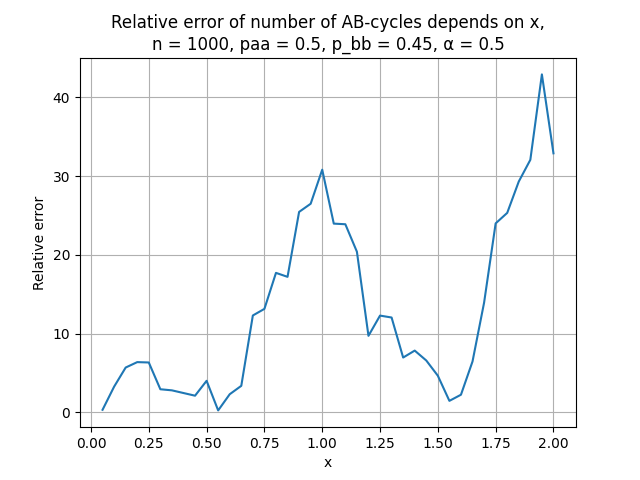 Relative error of number of AB-cycles depends on x,
n = 1000, paa = 0.5, p_bb = 0.45, α = 0.5
Relative error
40
30
20
10
0
0.00 0.25 0.50 0.75 1.00 1.25 1.50 1.75 2.00
x